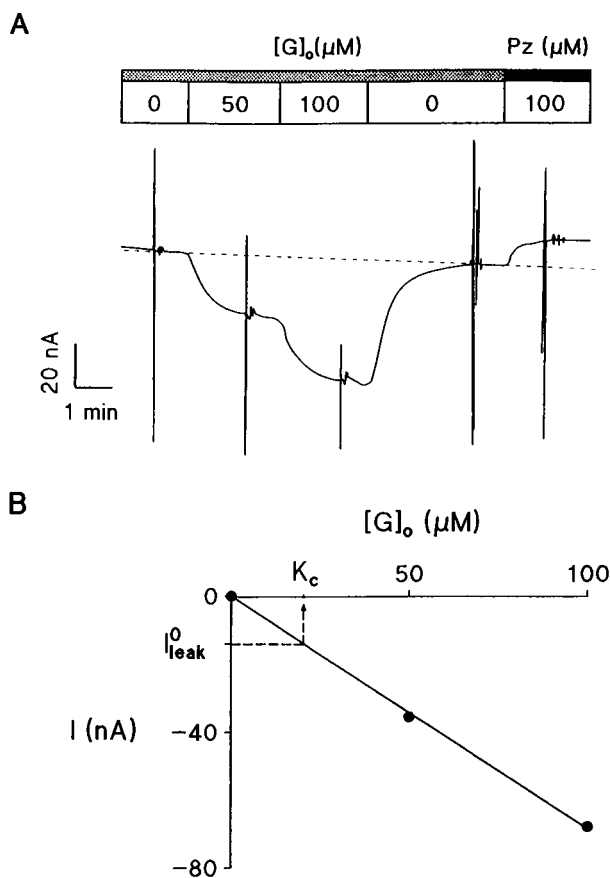 A
[G]o(μM) Pz (μM)
0 50 100 0 100
20 nA
1 min
B
[G]o (μM)
Kc 50 100
0
I0leak
I (nA) −40
−80